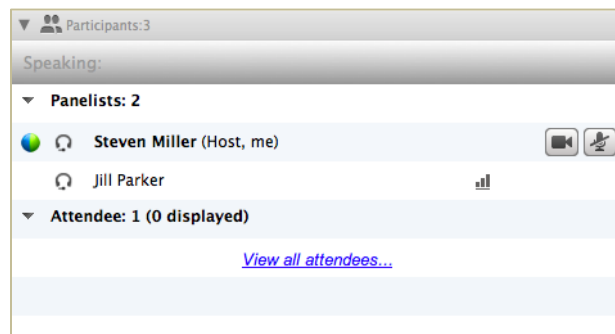 Participants:3
Speaking:
Panelists: 2
Steven Miller (Host, me)
Jill Parker
Attendee: 1 (0 displayed)
View all attendees...